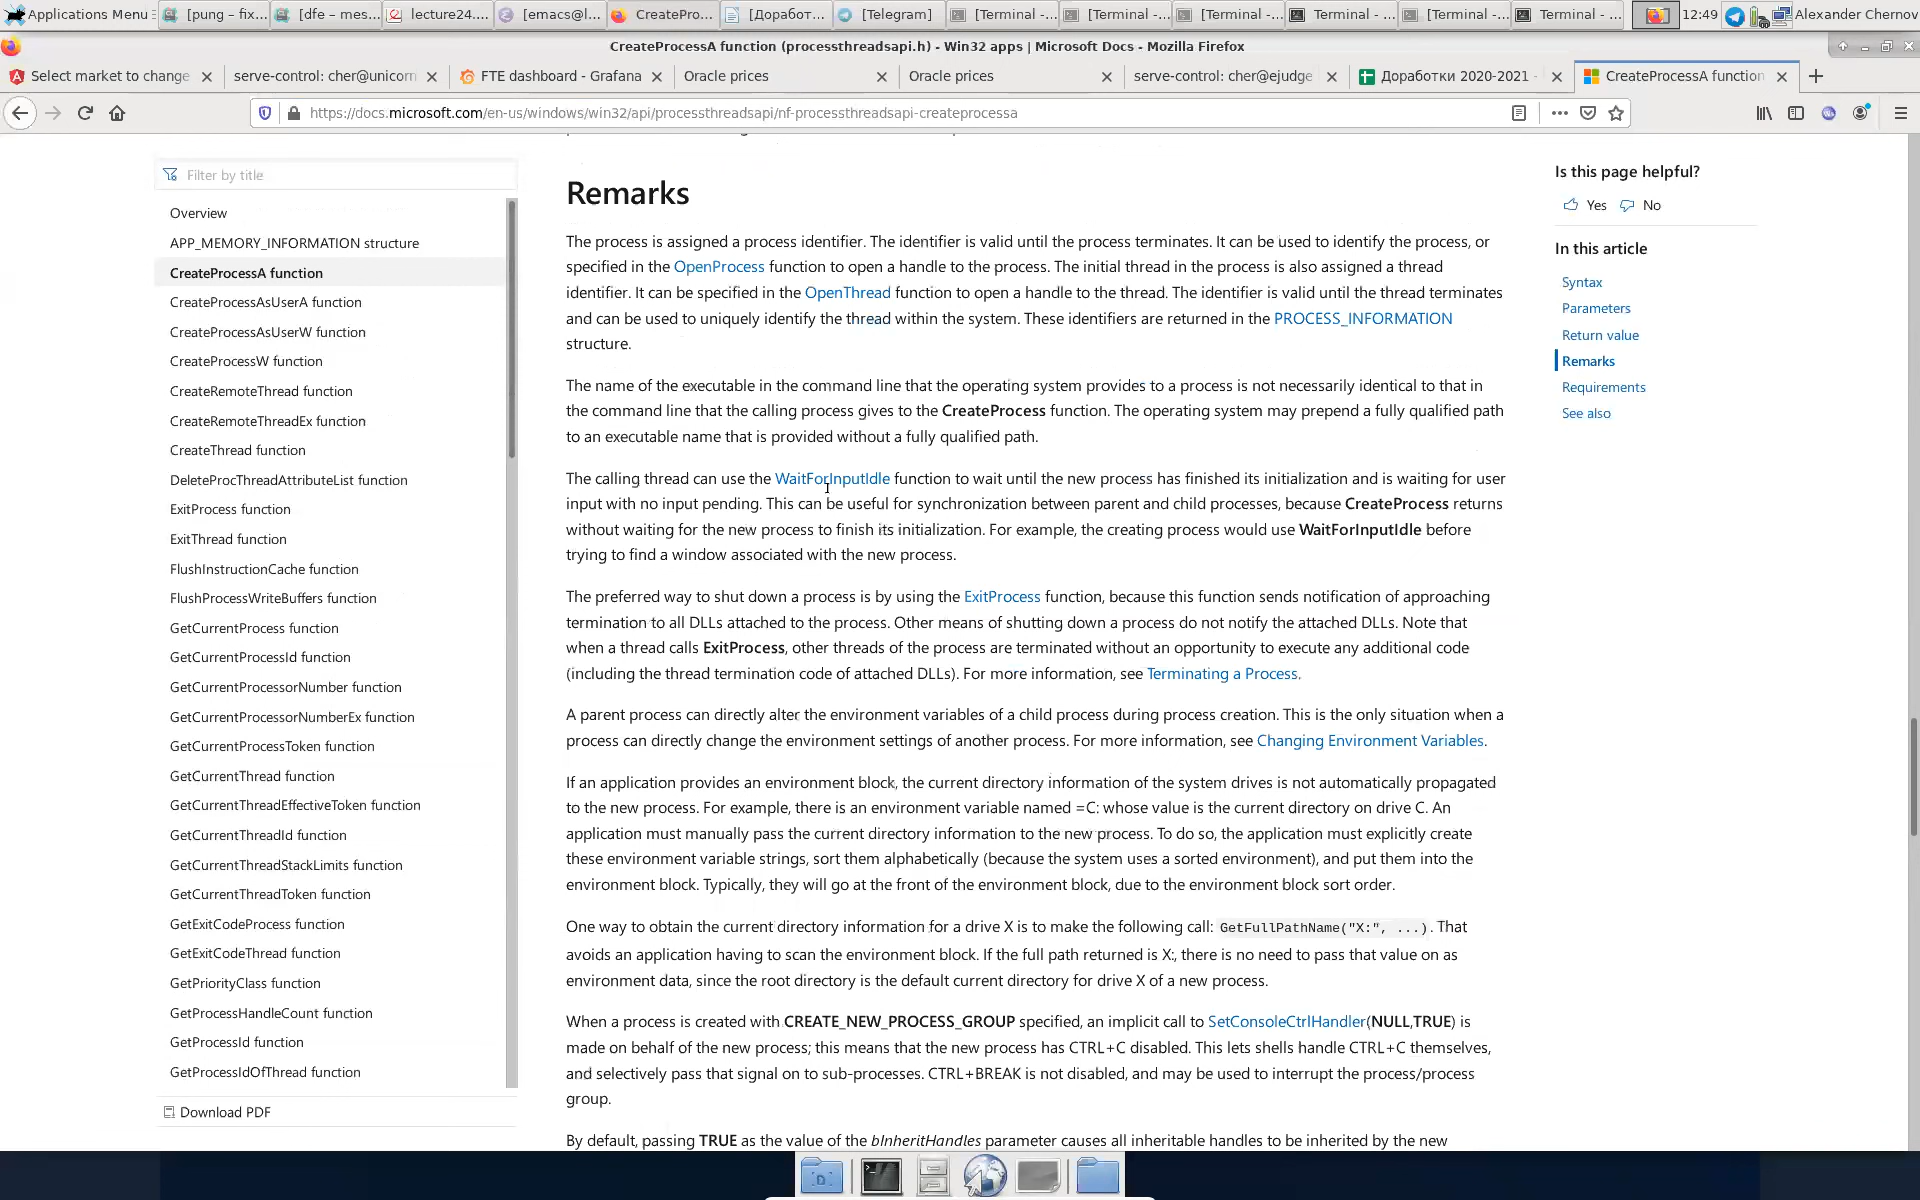 Applications Menu
[pung – fix...
[dfe – mes...
lecture24....
[emacs@l...
CreatePro...
[Доработ...
[Telegram]
[Terminal -...
[Terminal -...
[Terminal -...
Terminal - ...
[Terminal -...
Terminal - ...
12:49
Alexander Chernov
CreateProcessA function (processthreadsapi.h) - Win32 apps | Microsoft Docs - Mozilla Firefox
Select market to change
serve-control: cher@unicorn
FTE dashboard - Grafana
Oracle prices
Oracle prices
serve-control: cher@ejudge
Доработки 2020-2021 -
CreateProcessA function
https://docs.microsoft.com/en-us/windows/win32/api/processthreadsapi/nf-processthreadsapi-createprocessa
Filter by title
Overview
APP_MEMORY_INFORMATION structure
CreateProcessA function
CreateProcessAsUserA function
CreateProcessAsUserW function
CreateProcessW function
CreateRemoteThread function
CreateRemoteThreadEx function
CreateThread function
DeleteProcThreadAttributeList function
ExitProcess function
ExitThread function
FlushInstructionCache function
FlushProcessWriteBuffers function
GetCurrentProcess function
GetCurrentProcessId function
GetCurrentProcessorNumber function
GetCurrentProcessorNumberEx function
GetCurrentProcessToken function
GetCurrentThread function
GetCurrentThreadEffectiveToken function
GetCurrentThreadId function
GetCurrentThreadStackLimits function
GetCurrentThreadToken function
GetExitCodeProcess function
GetExitCodeThread function
GetPriorityClass function
GetProcessHandleCount function
GetProcessId function
GetProcessIdOfThread function
Download PDF
Remarks
The process is assigned a process identifier. The identifier is valid until the process terminates. It can be used to identify the process, or
specified in the OpenProcess function to open a handle to the process. The initial thread in the process is also assigned a thread
identifier. It can be specified in the OpenThread function to open a handle to the thread. The identifier is valid until the thread terminates
and can be used to uniquely identify the thread within the system. These identifiers are returned in the PROCESS_INFORMATION
structure.
The name of the executable in the command line that the operating system provides to a process is not necessarily identical to that in
the command line that the calling process gives to the CreateProcess function. The operating system may prepend a fully qualified path
to an executable name that is provided without a fully qualified path.
The calling thread can use the WaitForInputIdle function to wait until the new process has finished its initialization and is waiting for user
input with no input pending. This can be useful for synchronization between parent and child processes, because CreateProcess returns
without waiting for the new process to finish its initialization. For example, the creating process would use WaitForInputIdle before
trying to find a window associated with the new process.
The preferred way to shut down a process is by using the ExitProcess function, because this function sends notification of approaching
termination to all DLLs attached to the process. Other means of shutting down a process do not notify the attached DLLs. Note that
when a thread calls ExitProcess, other threads of the process are terminated without an opportunity to execute any additional code
(including the thread termination code of attached DLLs). For more information, see Terminating a Process.
A parent process can directly alter the environment variables of a child process during process creation. This is the only situation when a
process can directly change the environment settings of another process. For more information, see Changing Environment Variables.
If an application provides an environment block, the current directory information of the system drives is not automatically propagated
to the new process. For example, there is an environment variable named =C: whose value is the current directory on drive C. An
application must manually pass the current directory information to the new process. To do so, the application must explicitly create
these environment variable strings, sort them alphabetically (because the system uses a sorted environment), and put them into the
environment block. Typically, they will go at the front of the environment block, due to the environment block sort order.
One way to obtain the current directory information for a drive X is to make the following call: GetFullPathName("X:", ...). That
avoids an application having to scan the environment block. If the full path returned is X:, there is no need to pass that value on as
environment data, since the root directory is the default current directory for drive X of a new process.
When a process is created with CREATE_NEW_PROCESS_GROUP specified, an implicit call to SetConsoleCtrlHandler(NULL,TRUE) is
made on behalf of the new process; this means that the new process has CTRL+C disabled. This lets shells handle CTRL+C themselves,
and selectively pass that signal on to sub-processes. CTRL+BREAK is not disabled, and may be used to interrupt the process/process
group.
By default, passing TRUE as the value of the bInheritHandles parameter causes all inheritable handles to be inherited by the new
Is this page helpful?
Yes No
In this article
Syntax
Parameters
Return value
Remarks
Requirements
See also